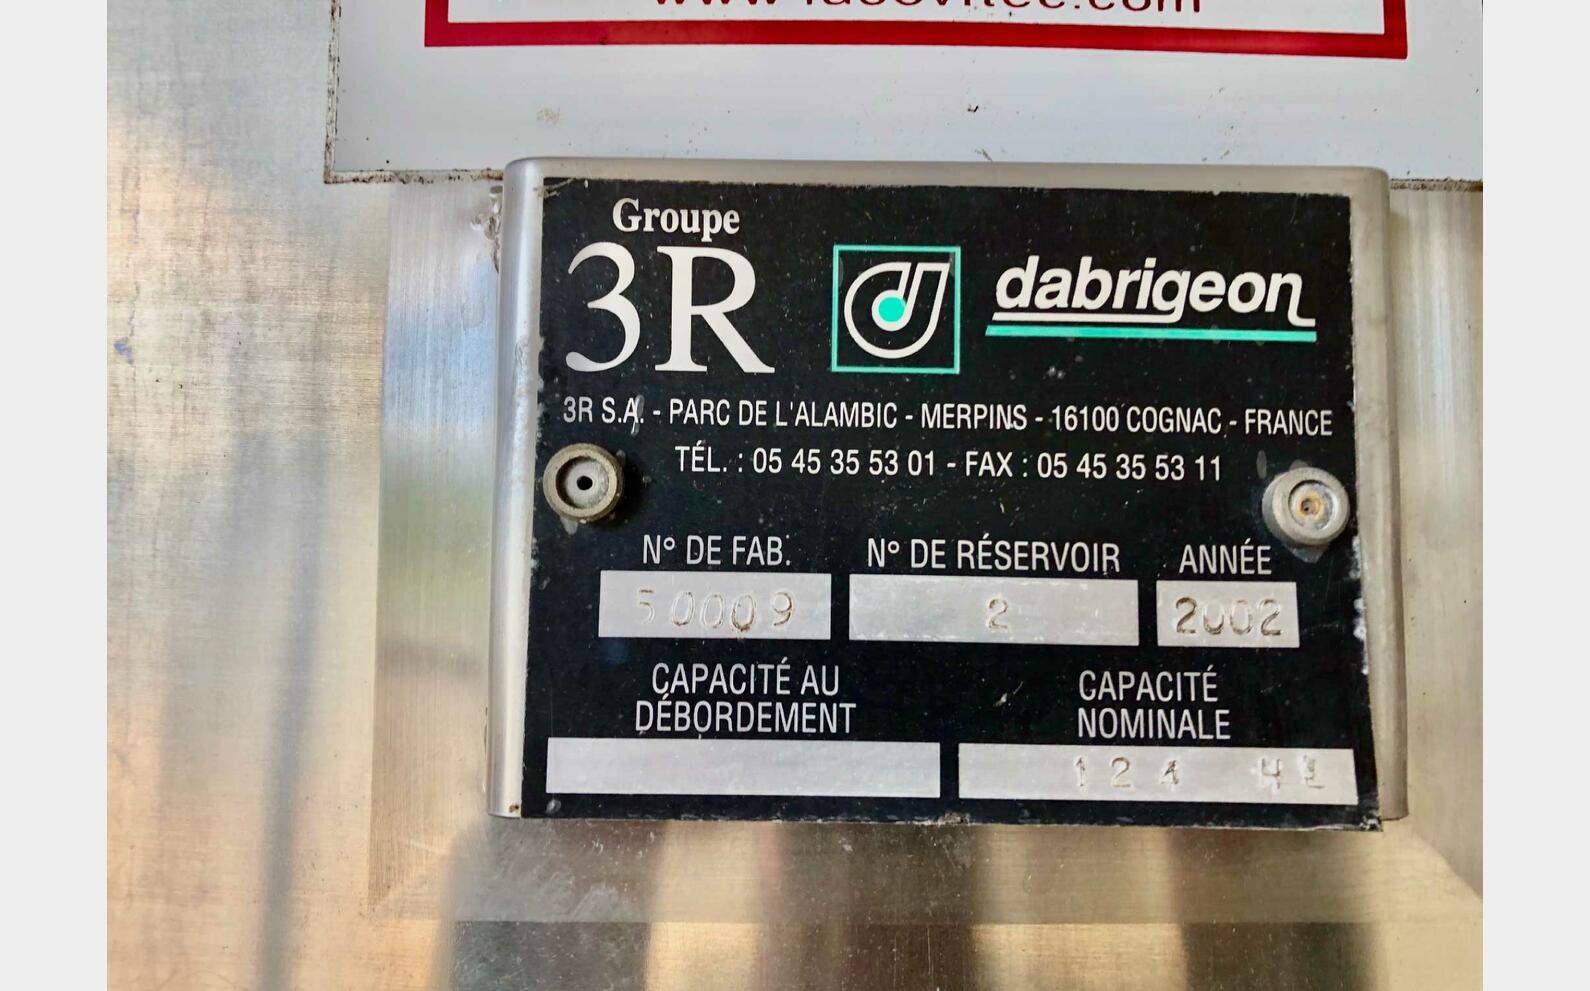 Groupe
3R
dabrigeon
3R S.A. - PARC DE L'ALAMBIC - MERPINS - 16100 COGNAC - FRANCE
TÉL. : 05 45 35 53 01 - FAX : 05 45 35 53 11
N° DE FAB. N° DE RÉSERVOIR ANNÉE
50009 2 2002
CAPACITÉ AU
DÉBORDEMENT
CAPACITÉ
NOMINALE